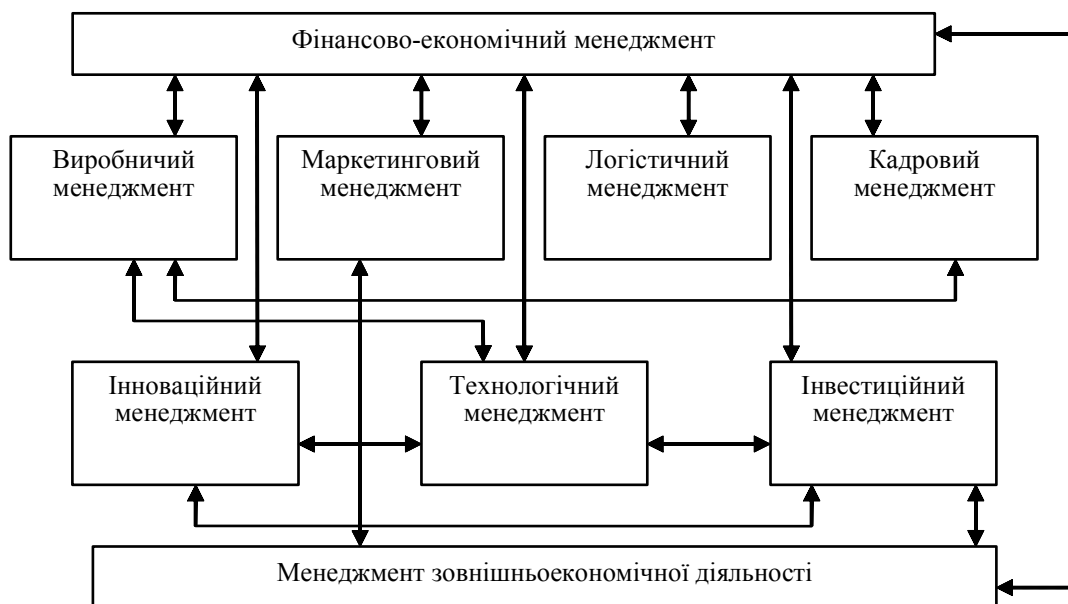 Фінансово-економічний менеджмент
Виробничий
менеджмент
Маркетинговий
менеджмент
Логістичний
менеджмент
Кадровий
менеджмент
Інноваційний
менеджмент
Технологічний
менеджмент
Інвестиційний
менеджмент
Менеджмент зовнішньоекономічної діяльності